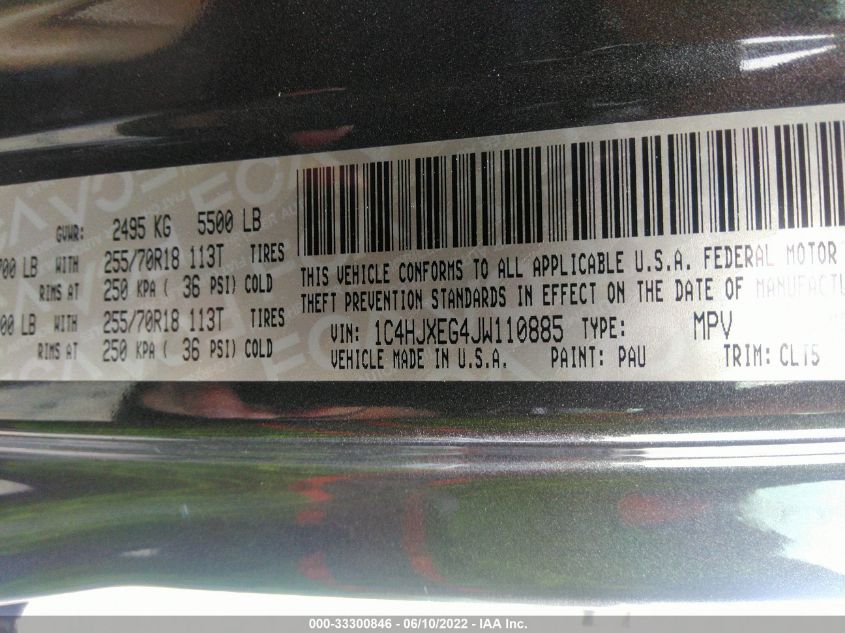 GVWR: 2495 KG 5500 LB
700 LB WITH 255/70R18 113T TIRES
RIMS AT 250 KPA ( 36 PSI) COLD
00 LB WITH 255/70R18 113T TIRES
RIMS AT 250 KPA ( 36 PSI) COLD
THIS VEHICLE CONFORMS TO ALL APPLICABLE U.S.A. FEDERAL MOTOR
THEFT PREVENTION STANDARDS IN EFFECT ON THE DATE OF MANUFACTU
VIN: 1C4HJXEG4JW110885 TYPE: MPV
VEHICLE MADE IN U.S.A. PAINT: PAU TRIM: CLT5
000-33300846 - 06/10/2022 - IAA Inc.